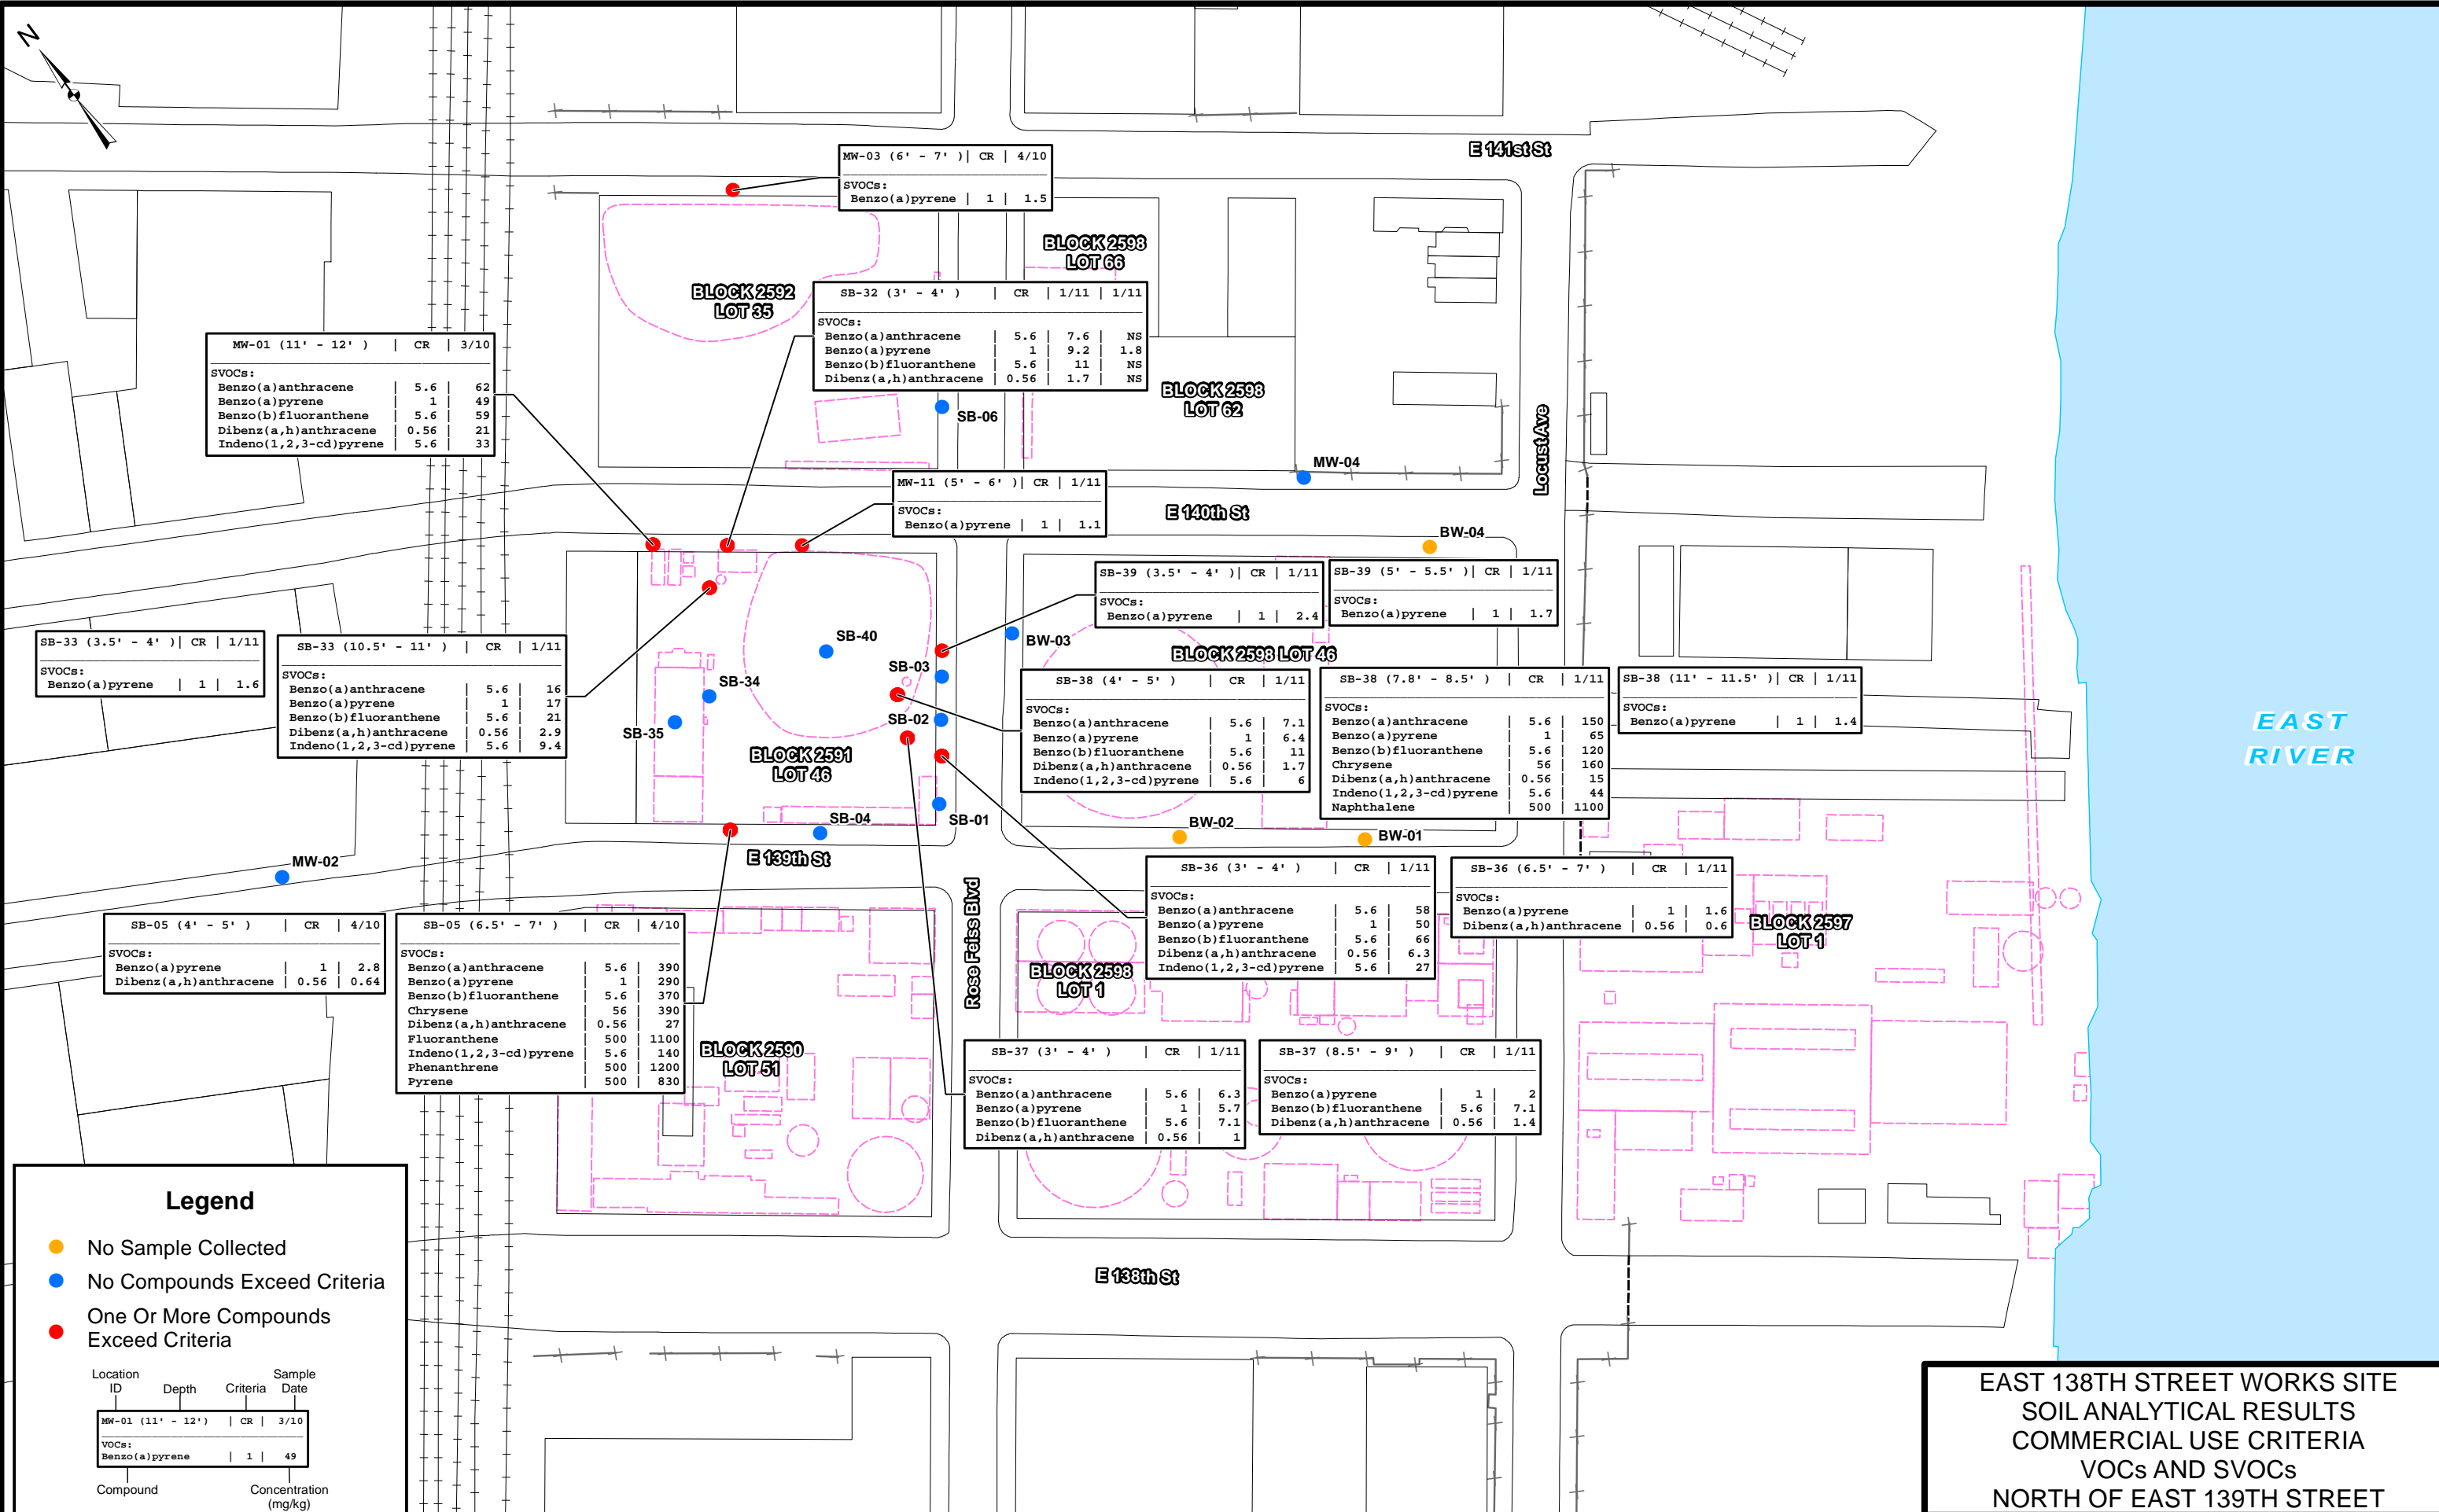 N
E 141st St
MW-03 (6' - 7' )| CR | 4/10
SVOCs:
Benzo(a)pyrene | 1 | 1.5
BLOCK 2598
LOT 66
BLOCK 2592
LOT 35
SB-32 (3' - 4' ) | CR | 1/11 | 1/11
SVOCs:
Benzo(a)anthracene | 5.6 | 7.6 | NS
Benzo(a)pyrene | 1 | 9.2 | 1.8
Benzo(b)fluoranthene | 5.6 | 11 | NS
Dibenz(a,h)anthracene | 0.56 | 1.7 | NS
MW-01 (11' - 12' ) | CR | 3/10
SVOCs:
Benzo(a)anthracene | 5.6 | 62
Benzo(a)pyrene | 1 | 49
Benzo(b)fluoranthene | 5.6 | 59
Dibenz(a,h)anthracene | 0.56 | 21
Indeno(1,2,3-cd)pyrene | 5.6 | 33
BLOCK 2598
LOT 62
SB-06
Locust Ave
MW-04
MW-11 (5' - 6' )| CR | 1/11
SVOCs:
Benzo(a)pyrene | 1 | 1.1
E 140th St
BW-04
SB-39 (3.5' - 4' )| CR | 1/11
SVOCs:
Benzo(a)pyrene | 1 | 2.4
SB-39 (5' - 5.5' )| CR | 1/11
SVOCs:
Benzo(a)pyrene | 1 | 1.7
SB-33 (3.5' - 4' )| CR | 1/11
SVOCs:
Benzo(a)pyrene | 1 | 1.6
SB-33 (10.5' - 11' ) | CR | 1/11
SVOCs:
Benzo(a)anthracene | 5.6 | 16
Benzo(a)pyrene | 1 | 17
Benzo(b)fluoranthene | 5.6 | 21
Dibenz(a,h)anthracene | 0.56 | 2.9
Indeno(1,2,3-cd)pyrene | 5.6 | 9.4
SB-40
BW-03
SB-03
BLOCK 2598 LOT 46
SB-34
SB-02
SB-35
BLOCK 2591
LOT 46
SB-38 (4' - 5' ) | CR | 1/11
SVOCs:
Benzo(a)anthracene | 5.6 | 7.1
Benzo(a)pyrene | 1 | 6.4
Benzo(b)fluoranthene | 5.6 | 11
Dibenz(a,h)anthracene | 0.56 | 1.7
Indeno(1,2,3-cd)pyrene | 5.6 | 6
SB-38 (7.8' - 8.5' ) | CR | 1/11
SVOCs:
Benzo(a)anthracene | 5.6 | 150
Benzo(a)pyrene | 1 | 65
Benzo(b)fluoranthene | 5.6 | 120
Chrysene | 56 | 160
Dibenz(a,h)anthracene | 0.56 | 15
Indeno(1,2,3-cd)pyrene | 5.6 | 44
Naphthalene | 500 | 1100
SB-38 (11' - 11.5' )| CR | 1/11
SVOCs:
Benzo(a)pyrene | 1 | 1.4
EAST
RIVER
SB-01
SB-04
BW-02
BW-01
E 139th St
MW-02
SB-36 (3' - 4' ) | CR | 1/11
SVOCs:
Benzo(a)anthracene | 5.6 | 58
Benzo(a)pyrene | 1 | 50
Benzo(b)fluoranthene | 5.6 | 66
Dibenz(a,h)anthracene | 0.56 | 6.3
Indeno(1,2,3-cd)pyrene | 5.6 | 27
SB-36 (6.5' - 7' ) | CR | 1/11
SVOCs:
Benzo(a)pyrene | 1 | 1.6
Dibenz(a,h)anthracene | 0.56 | 0.6
BLOCK 2597
LOT 1
Rose Feiss Blvd
SB-05 (4' - 5' ) | CR | 4/10
SVOCs:
Benzo(a)pyrene | 1 | 2.8
Dibenz(a,h)anthracene | 0.56 | 0.64
SB-05 (6.5' - 7' ) | CR | 4/10
SVOCs:
Benzo(a)anthracene | 5.6 | 390
Benzo(a)pyrene | 1 | 290
Benzo(b)fluoranthene | 5.6 | 370
Chrysene | 56 | 390
Dibenz(a,h)anthracene | 0.56 | 27
Fluoranthene | 500 | 1100
Indeno(1,2,3-cd)pyrene | 5.6 | 140
Phenanthrene | 500 | 1200
Pyrene | 500 | 830
BLOCK 2598
LOT 1
BLOCK 2590
LOT 51
SB-37 (3' - 4' ) | CR | 1/11
SVOCs:
Benzo(a)anthracene | 5.6 | 6.3
Benzo(a)pyrene | 1 | 5.7
Benzo(b)fluoranthene | 5.6 | 7.1
Dibenz(a,h)anthracene | 0.56 | 1
SB-37 (8.5' - 9' ) | CR | 1/11
SVOCs:
Benzo(a)pyrene | 1 | 2
Benzo(b)fluoranthene | 5.6 | 7.1
Dibenz(a,h)anthracene | 0.56 | 1.4
E 138th St
Legend
No Sample Collected
No Compounds Exceed Criteria
One Or More Compounds
Exceed Criteria
Location
ID
Depth
Criteria
Sample
Date
MW-01 (11' - 12') | CR | 3/10
VOCs:
Benzo(a)pyrene | 1 | 49
Compound
Concentration
(mg/kg)
EAST 138TH STREET WORKS SITE
SOIL ANALYTICAL RESULTS
COMMERCIAL USE CRITERIA
VOCs AND SVOCs
NORTH OF EAST 139TH STREET